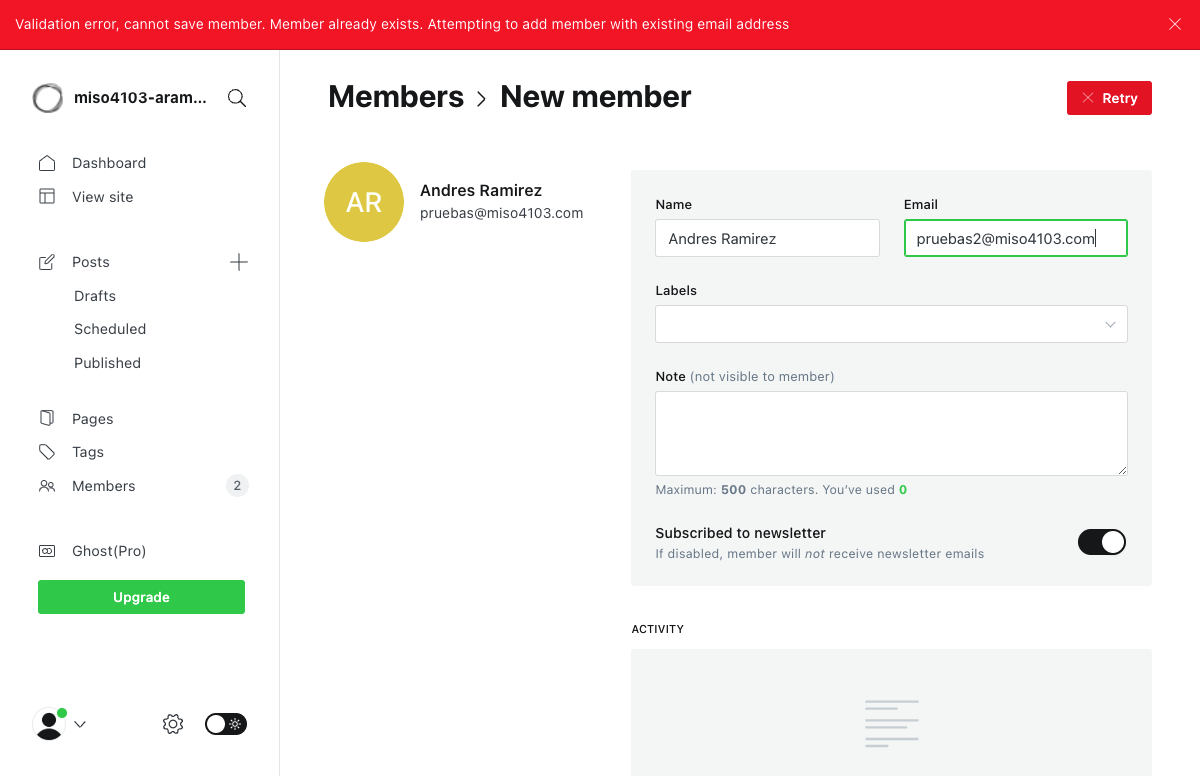 Validation error, cannot save member. Member already exists. Attempting to add member with existing email address
miso4103-aram...
Dashboard
View site
Posts
Drafts
Scheduled
Published
Pages
Tags
Members 2
Ghost(Pro)
Upgrade
Members > New member
Retry
AR
Andres Ramirez
pruebas@miso4103.com
Name
Andres Ramirez
Email
pruebas2@miso4103.com
Labels
Note (not visible to member)
Maximum: 500 characters. You’ve used 0
Subscribed to newsletter
If disabled, member will not receive newsletter emails
ACTIVITY